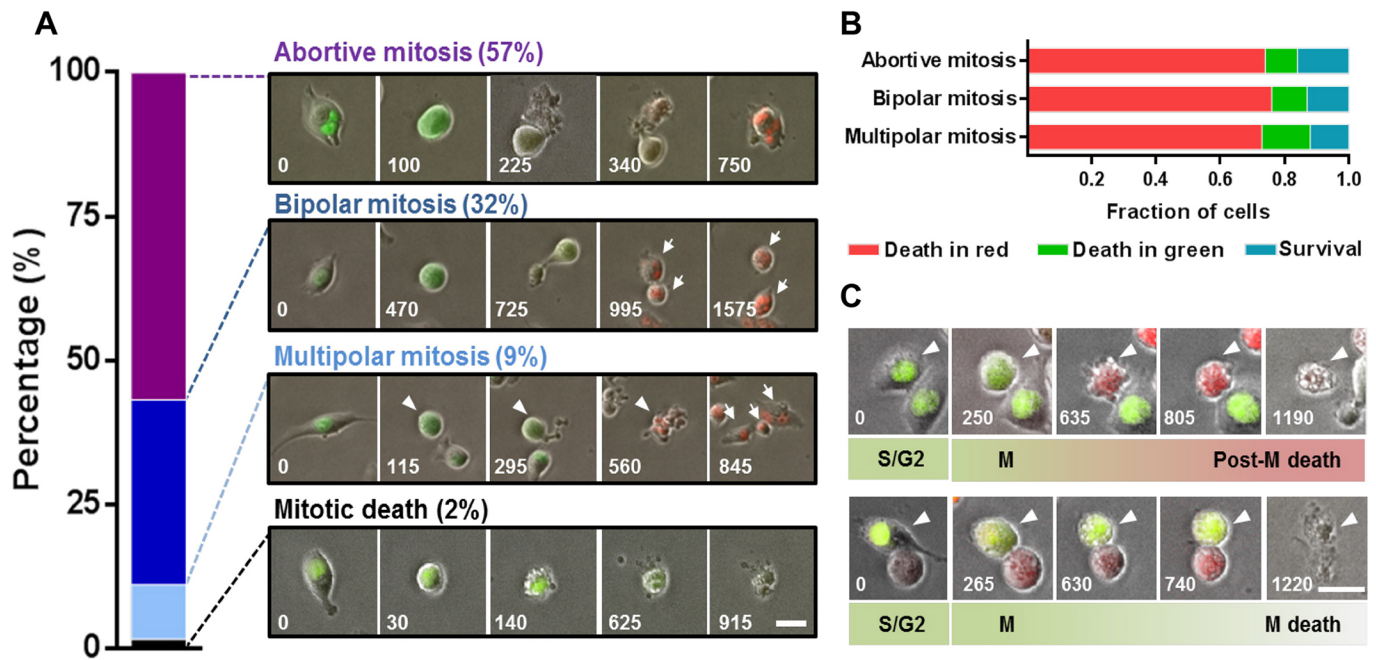 A
Percentage (%)
100
75
50
25
0
Abortive mitosis (57%)
0 100 225 340 750
Bipolar mitosis (32%)
0 470 725 995 1575
Multipolar mitosis (9%)
0 115 295 560 845
Mitotic death (2%)
0 30 140 625 915
B
Abortive mitosis
Bipolar mitosis
Multipolar mitosis
0.2 0.4 0.6 0.8 1.0
Fraction of cells
Death in red Death in green Survival
C
0 250 635 805 1190
S/G2 M Post-M death
0 265 630 740 1220
S/G2 M M death